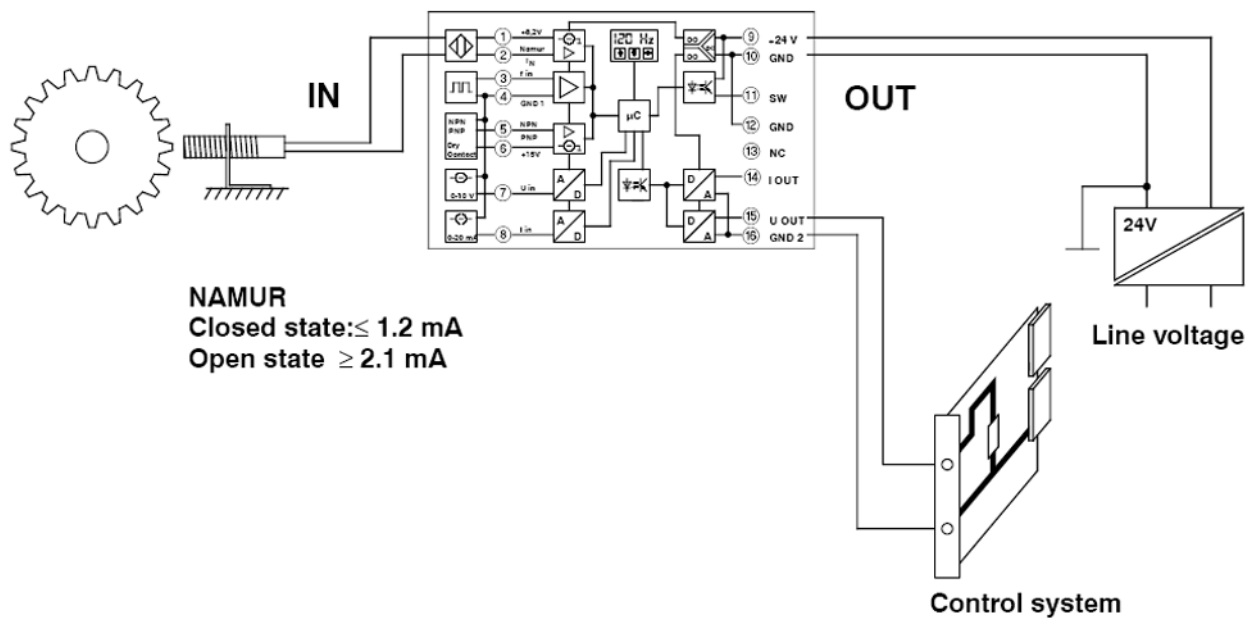 IN
OUT
1 +8,2V
2 Namur
fN
3 f in
4 GND 1
NPN
PNP
Dry
Contact
5 NPN
PNP
6 +15V
0-10 V
7 U in
0-20 mA
8 I in
120 Hz
µC
A
D
A
D
D
A
D
A
DC
DC
9 -24 V
10 GND
11 SW
12 GND
13 NC
14 I OUT
15 U OUT
16 GND 2
NAMUR
Closed state:≤ 1.2 mA
Open state ≥ 2.1 mA
24V
Line voltage
Control system